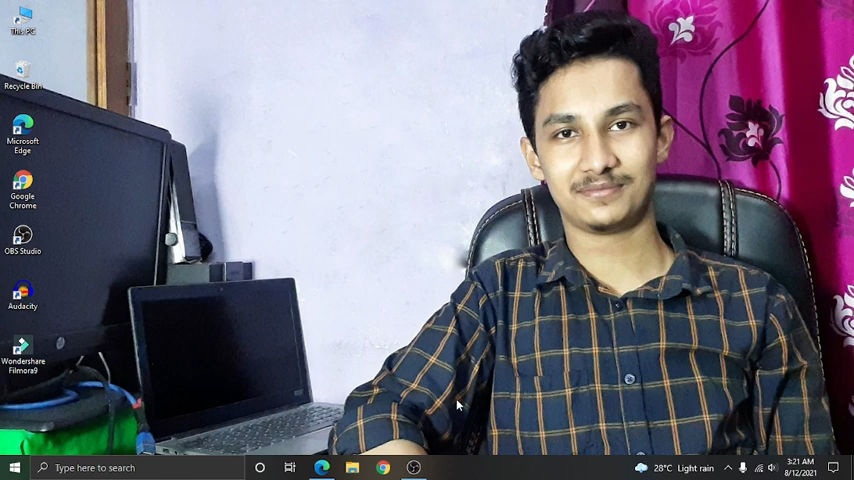 This PC
Recycle Bin
Microsoft
Edge
Google
Chrome
OBS Studio
Audacity
Wondershare
Filmora9
Type here to search
28°C Light rain
3:21 AM
8/12/2021